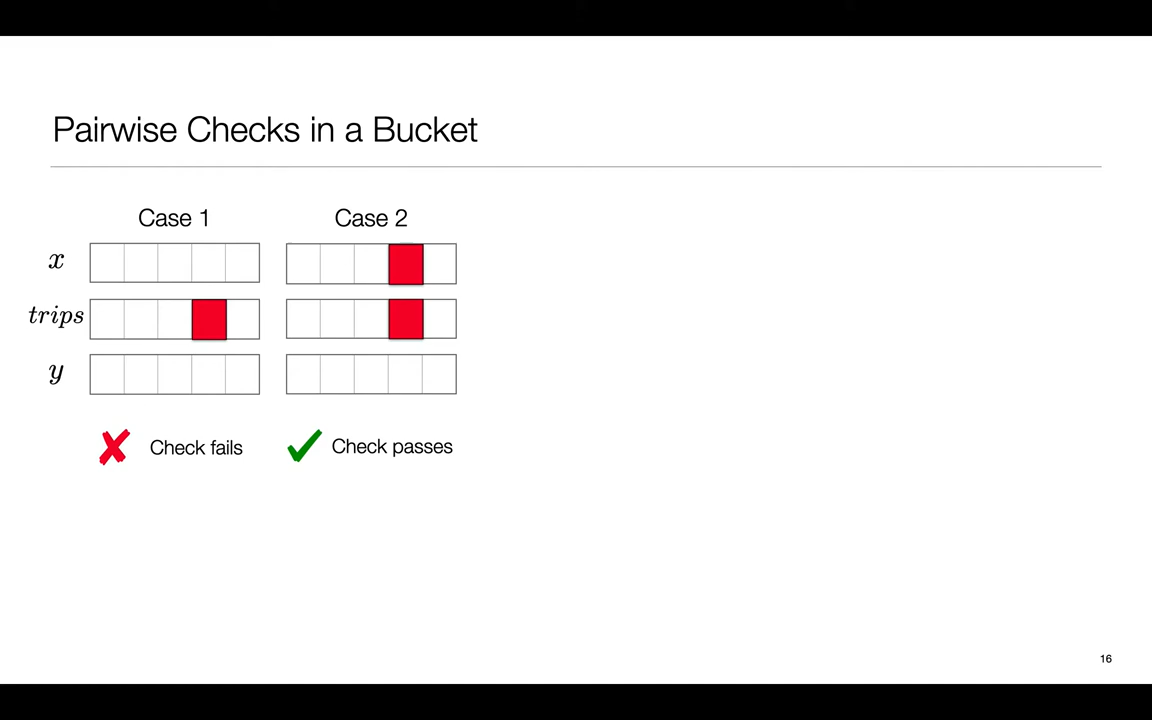 Pairwise Checks in a Bucket
Case 1 Case 2
x
trips
y
Check fails Check passes
16